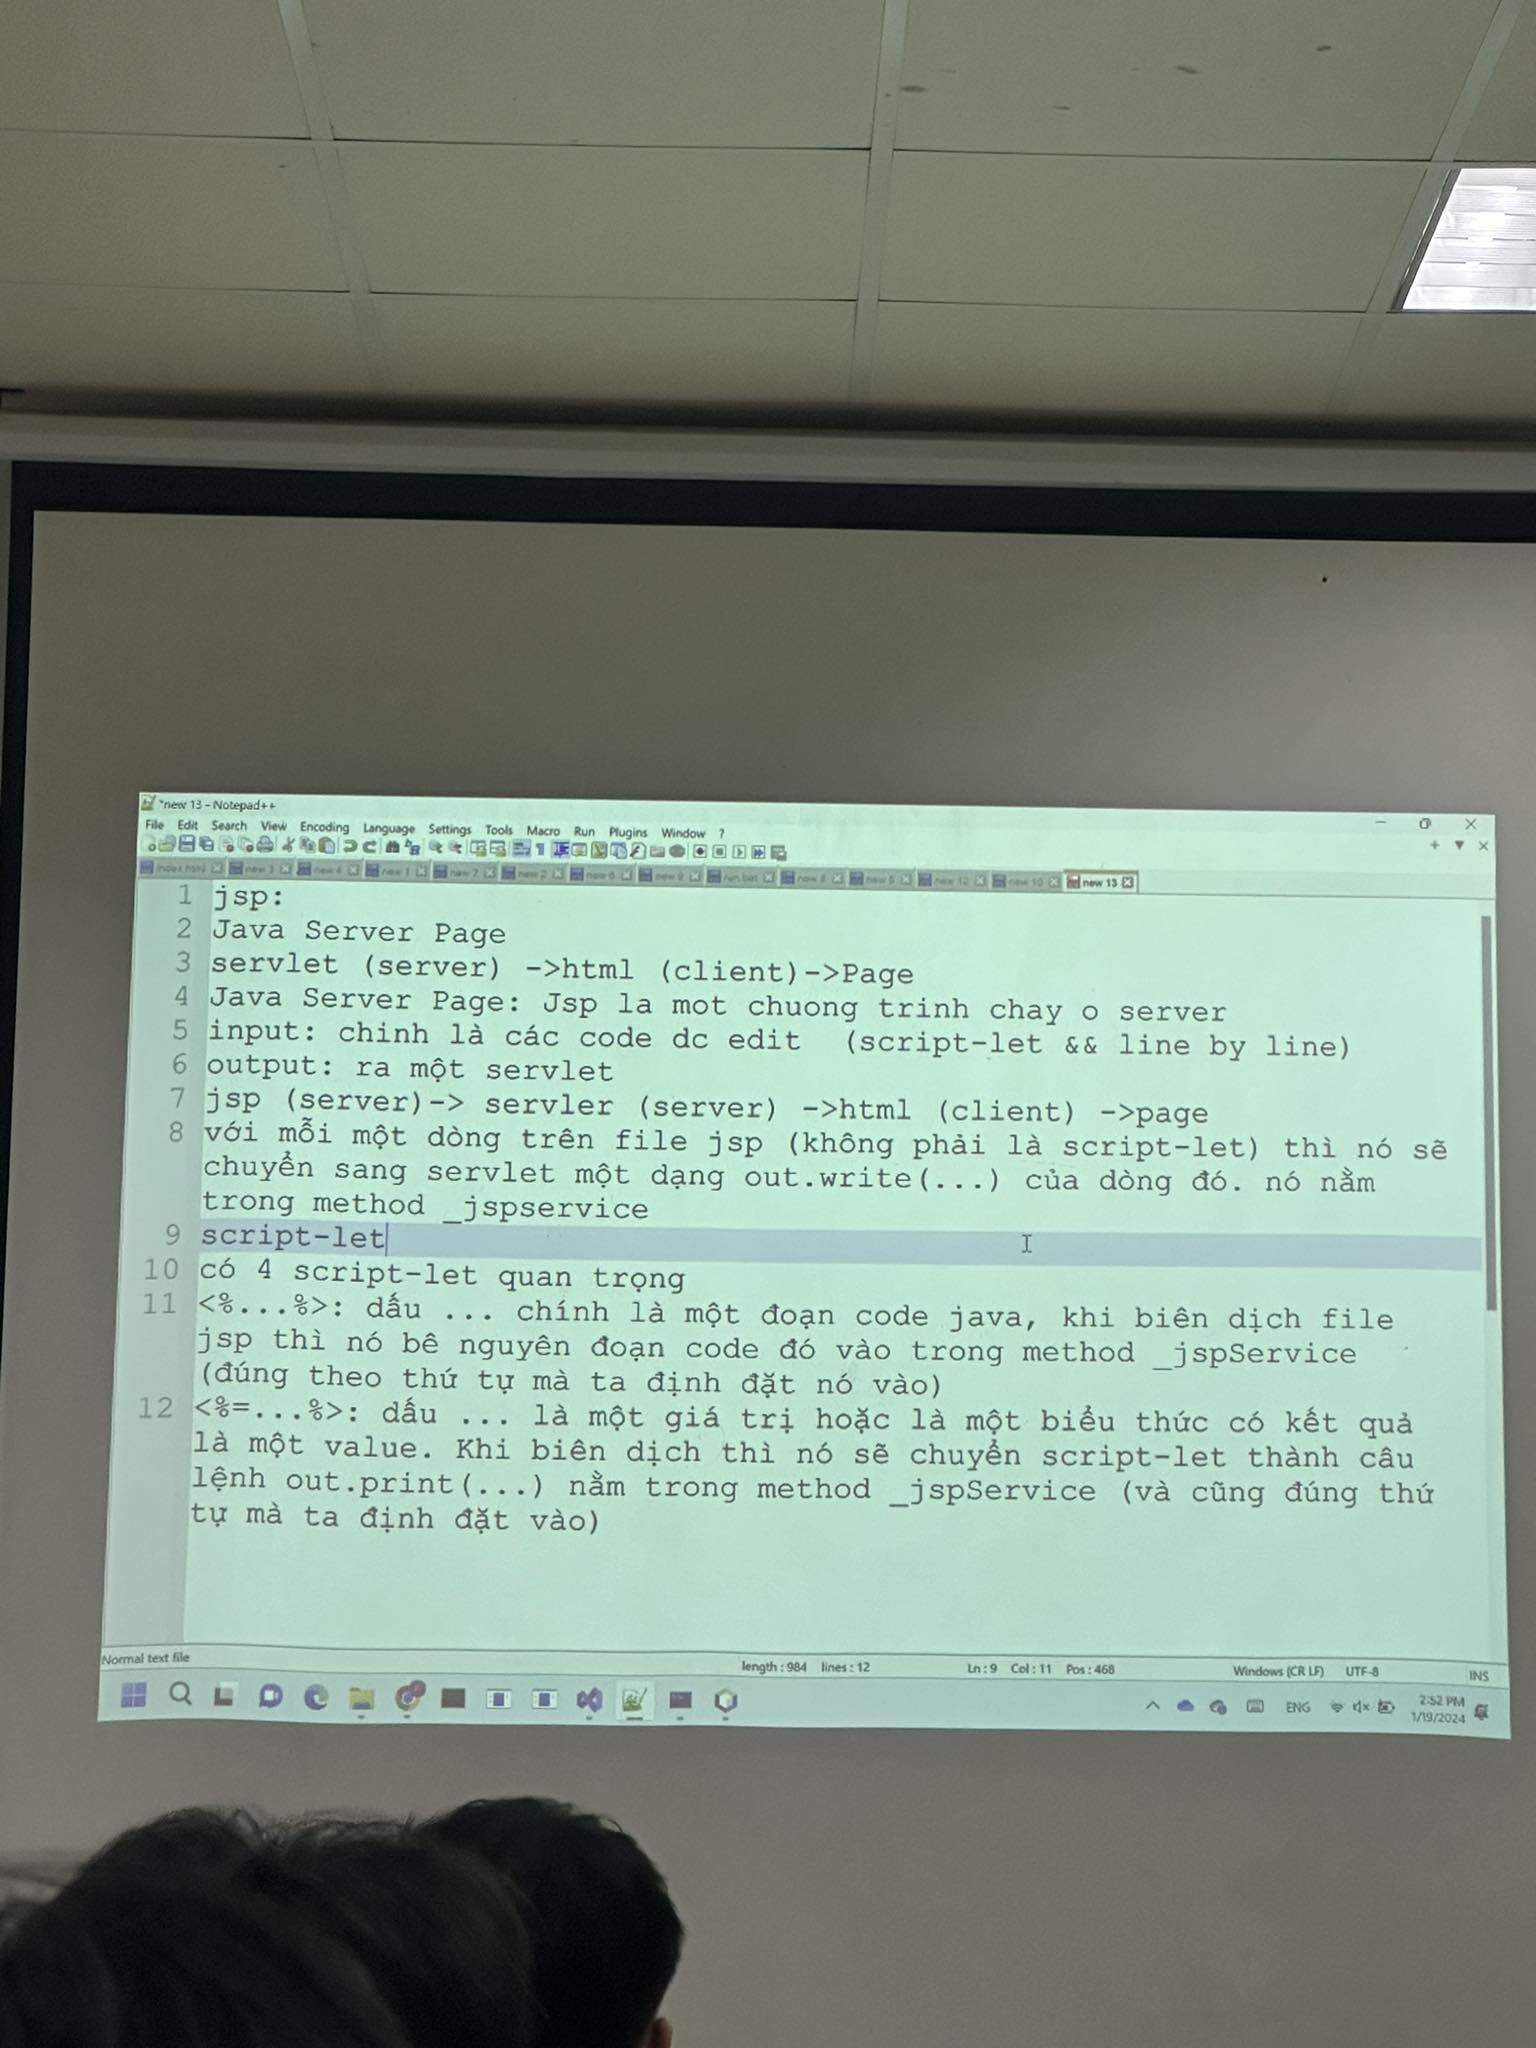 *new 13 - Notepad++
File Edit Search View Encoding Language Settings Tools Macro Run Plugins Window ?
index.html new 3 new 4 new 1 new 7 new 2 new 9 run.bat new 5 new 12 new 10 new 13
1 jsp:
2 Java Server Page
3 servlet (server) ->html (client)->Page
4 Java Server Page: Jsp la mot chuong trinh chay o server
5 input: chinh là các code dc edit (script-let && line by line)
6 output: ra một servlet
7 jsp (server)-> servler (server) ->html (client) ->page
8 với mỗi một dòng trên file jsp (không phải là script-let) thì nó sẽ
chuyển sang servlet một dạng out.write(...) của dòng đó. nó nằm
trong method _jspservice
9 script-let
10 có 4 script-let quan trọng
11 <%...%>: dấu ... chính là một đoạn code java, khi biên dịch file
jsp thì nó bê nguyên đoạn code đó vào trong method _jspService
(đúng theo thứ tự mà ta định đặt nó vào)
12 <%=...%>: dấu ... là một giá trị hoặc là một biểu thức có kết quả
là một value. Khi biên dịch thì nó sẽ chuyển script-let thành câu
lệnh out.print(...) nằm trong method _jspService (và cũng đúng thứ
tự mà ta định đặt vào)
Normal text file length : 984 lines : 12 Ln : 9 Col : 11 Pos : 468 Windows (CR LF) UTF-8 INS
ENG 2:52 PM
1/19/2024